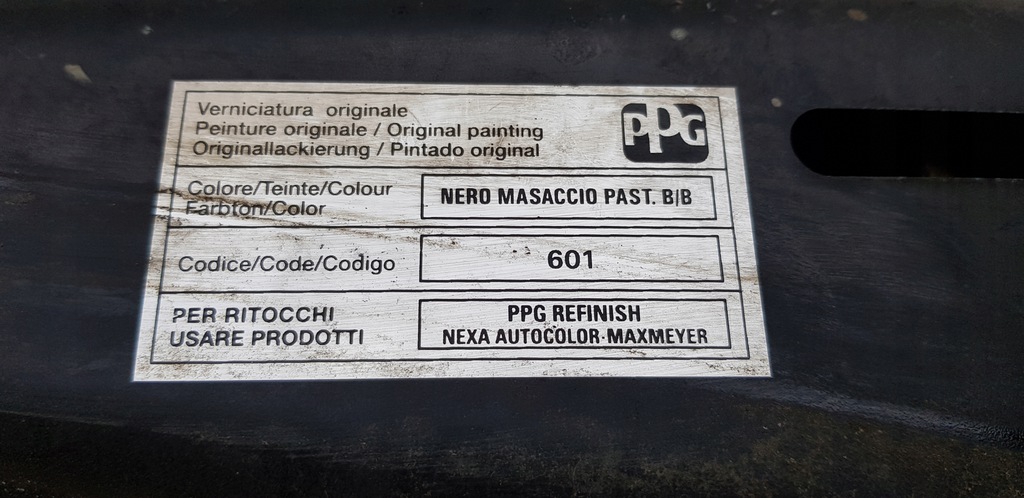 Verniciatura originale
Peinture originale / Original painting
Originallackierung / Pintado original
PPG
Colore/Teinte/Colour
Farbton/Color
NERO MASACCIO PAST. B/B
Codice/Code/Codigo
601
PER RITOCCHI
USARE PRODOTTI
PPG REFINISH
NEXA AUTOCOLOR·MAXMEYER